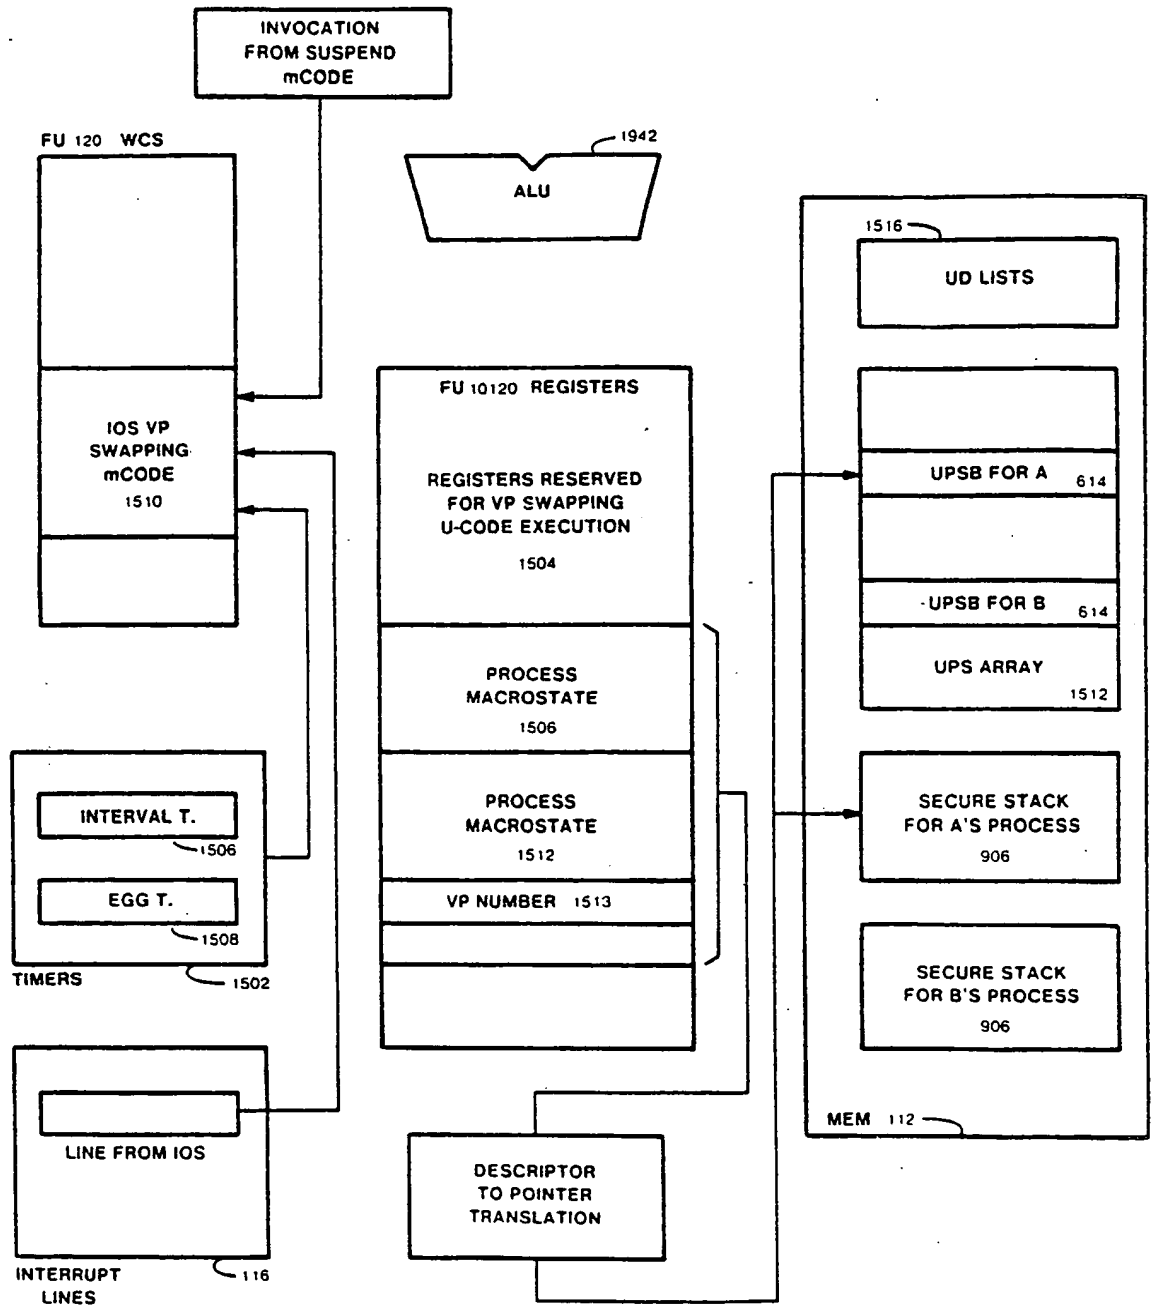 INVOCATION
FROM SUSPEND
mCODE
FU 120 WCS
1942
ALU
1516
UD LISTS
FU 10120 REGISTERS
IOS VP
SWAPPING
mCODE
1510
REGISTERS RESERVED
FOR VP SWAPPING
U-CODE EXECUTION
1504
UPSB FOR A 614
UPSB FOR B 614
UPS ARRAY
1512
PROCESS
MACROSTATE
1506
PROCESS
MACROSTATE
1512
VP NUMBER 1513
INTERVAL T.
1506
EGG T.
1508
TIMERS
1502
SECURE STACK
FOR A'S PROCESS
906
SECURE STACK
FOR B'S PROCESS
906
MEM 112
LINE FROM IOS
INTERRUPT
LINES
116
DESCRIPTOR
TO POINTER
TRANSLATION